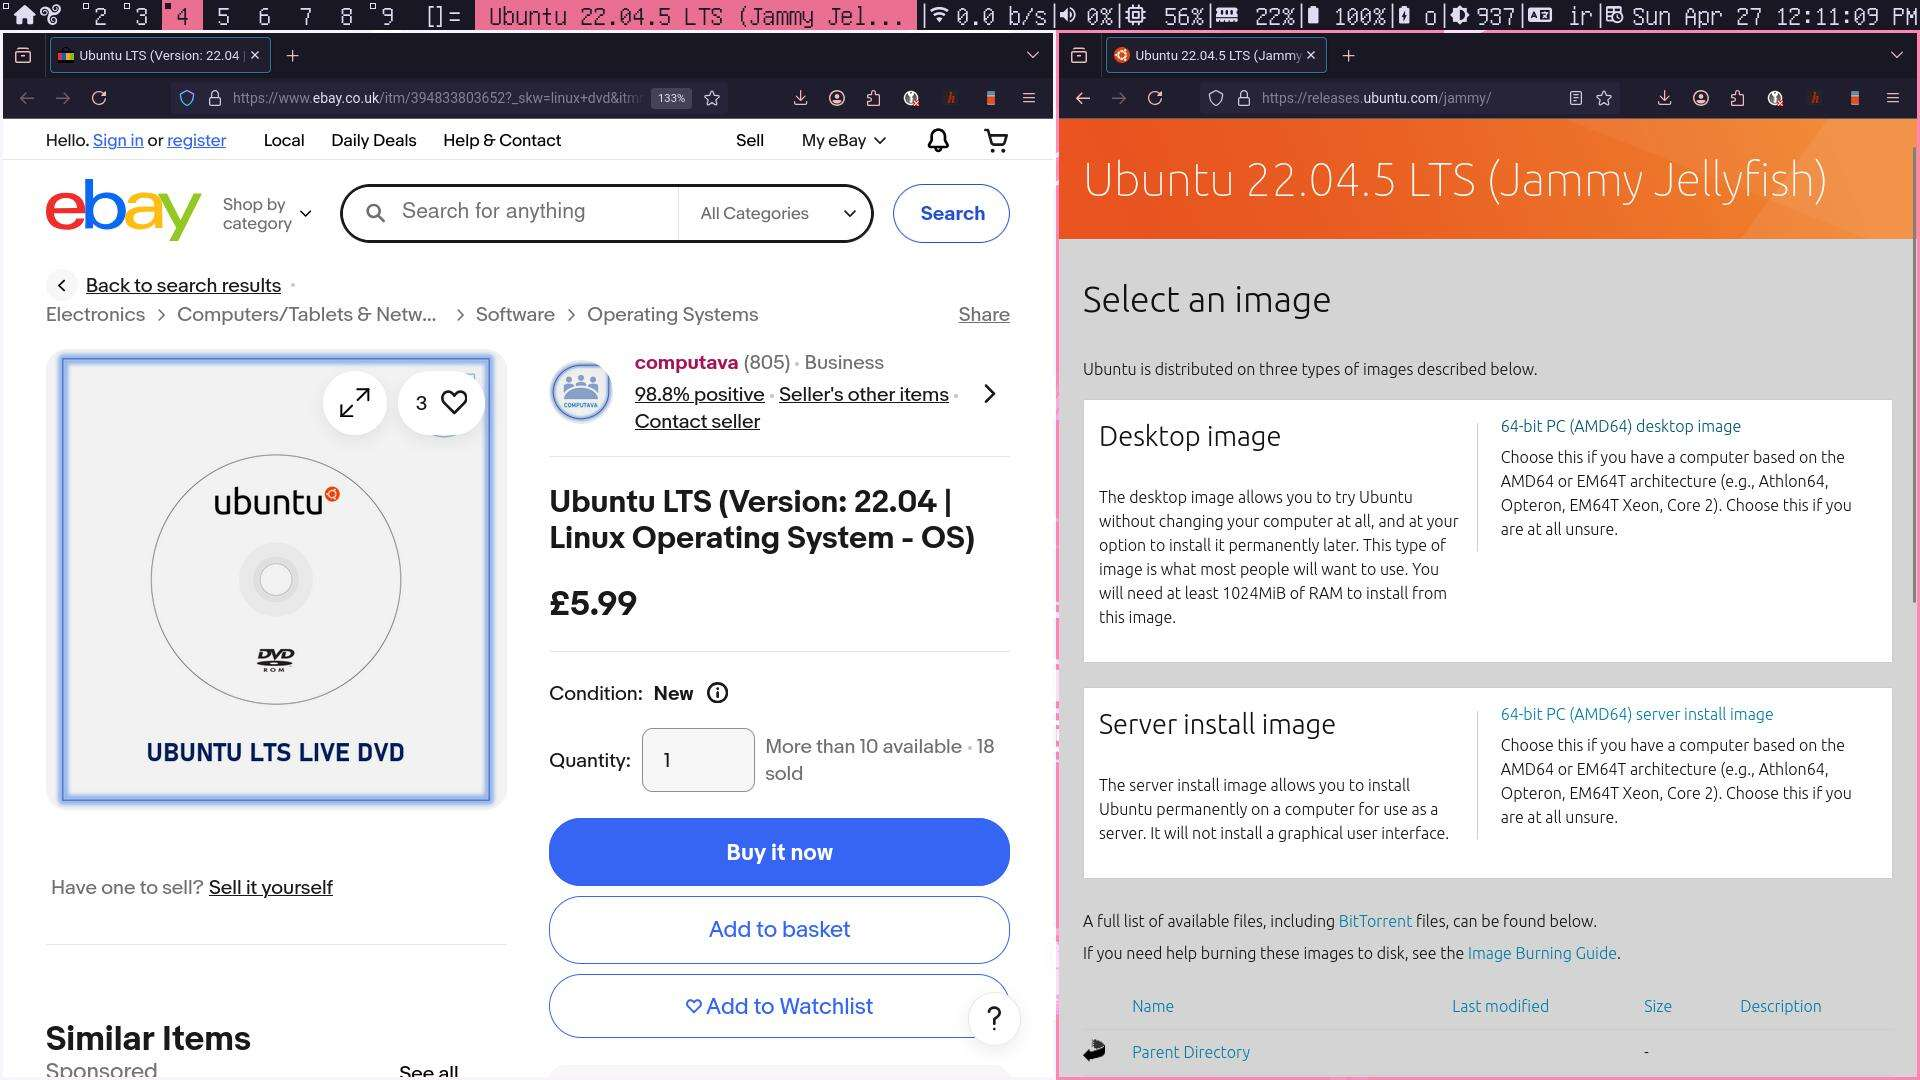 2 3 4 5 6 7 8 9 []= Ubuntu 22.04.5 LTS (Jammy Jel... | 0.0 b/s| 0%| 56%| 22%| 100%| o| 937| ir| Sun Apr 27 12:11:09 PM
Ubuntu LTS (Version: 22.04 |
https://www.ebay.co.uk/itm/394833803652?_skw=linux+dvd&itmr 133%
Hello. Sign in or register Local Daily Deals Help & Contact Sell My eBay
ebay
Shop by
category
Search for anything All Categories Search
Back to search results
Electronics > Computers/Tablets & Netw... > Software > Operating Systems Share
3
ubuntu
DVD
ROM
UBUNTU LTS LIVE DVD
Have one to sell? Sell it yourself
Similar Items
Sponsored See all
COMPUTAVA
computava (805) · Business
98.8% positive · Seller's other items ·
Contact seller
Ubuntu LTS (Version: 22.04 |
Linux Operating System - OS)
£5.99
Condition: New
Quantity: 1 More than 10 available · 18
sold
Buy it now
Add to basket
Add to Watchlist
?
Ubuntu 22.04.5 LTS (Jammy
https://releases.ubuntu.com/jammy/
Ubuntu 22.04.5 LTS (Jammy Jellyfish)
Select an image
Ubuntu is distributed on three types of images described below.
Desktop image
The desktop image allows you to try Ubuntu
without changing your computer at all, and at your
option to install it permanently later. This type of
image is what most people will want to use. You
will need at least 1024MiB of RAM to install from
this image.
64-bit PC (AMD64) desktop image
Choose this if you have a computer based on the
AMD64 or EM64T architecture (e.g., Athlon64,
Opteron, EM64T Xeon, Core 2). Choose this if you
are at all unsure.
Server install image
The server install image allows you to install
Ubuntu permanently on a computer for use as a
server. It will not install a graphical user interface.
64-bit PC (AMD64) server install image
Choose this if you have a computer based on the
AMD64 or EM64T architecture (e.g., Athlon64,
Opteron, EM64T Xeon, Core 2). Choose this if you
are at all unsure.
A full list of available files, including BitTorrent files, can be found below.
If you need help burning these images to disk, see the Image Burning Guide.
Name Last modified Size Description
Parent Directory -